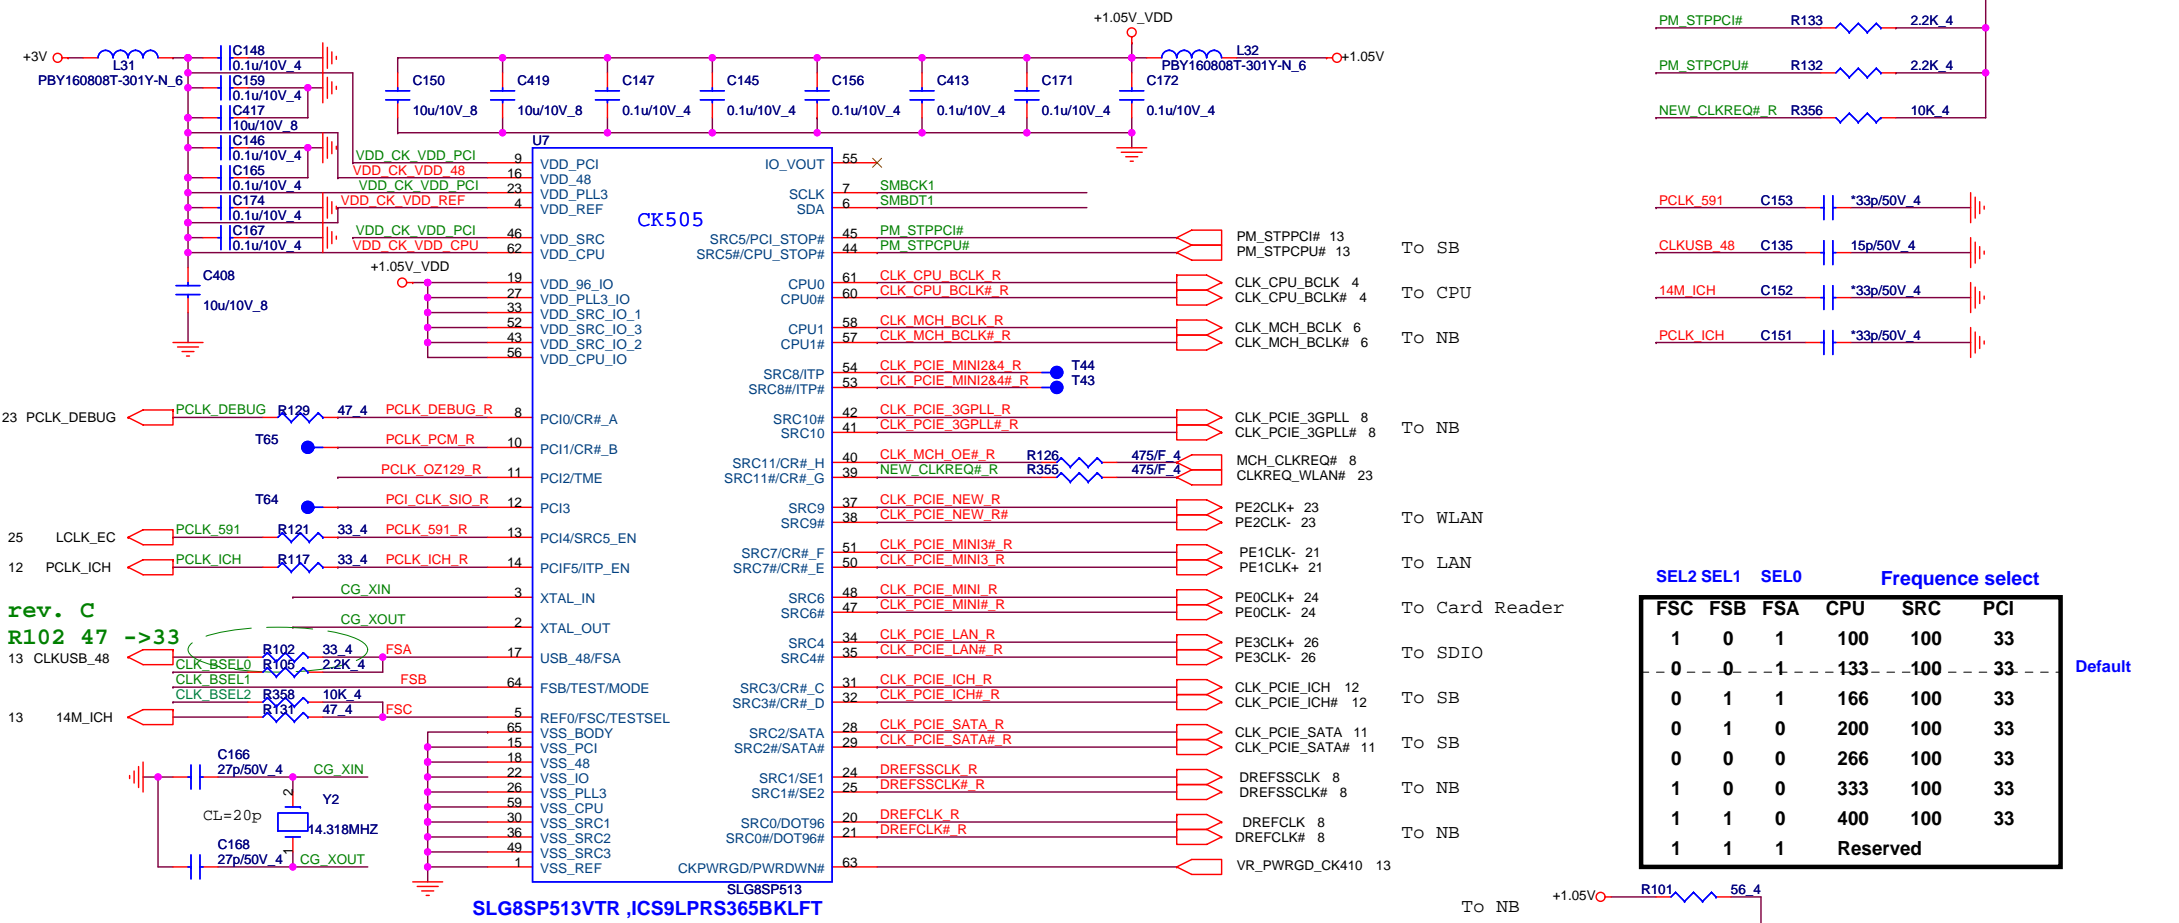 +3V
L31
PBY160808T-301Y-N_6
C148
0.1u/10V_4
C159
0.1u/10V_4
C417
10u/10V_8
C146
0.1u/10V_4
C165
0.1u/10V_4
C174
0.1u/10V_4
C167
0.1u/10V_4
C408
10u/10V_8
+1.05V_VDD
L32
PBY160808T-301Y-N_6
+1.05V
C150
10u/10V_8
C419
10u/10V_8
C147
0.1u/10V_4
C145
0.1u/10V_4
C156
0.1u/10V_4
C413
0.1u/10V_4
C171
0.1u/10V_4
C172
0.1u/10V_4
PM_STPPCI# R133 2.2K_4
PM_STPCPU# R132 2.2K_4
NEW_CLKREQ#_R R356 10K_4
PCLK_591 C153 *33p/50V_4
CLKUSB_48 C135 15p/50V_4
14M_ICH C152 *33p/50V_4
PCLK_ICH C151 *33p/50V_4
U7
CK505
VDD_CK_VDD_PCI 9 VDD_PCI
VDD_CK_VDD_48 16 VDD_48
VDD_CK_VDD_PCI 23 VDD_PLL3
VDD_CK_VDD_REF 4 VDD_REF
VDD_CK_VDD_PCI 46 VDD_SRC
VDD_CK_VDD_CPU 62 VDD_CPU
+1.05V_VDD
19 VDD_96_IO
27 VDD_PLL3_IO
33 VDD_SRC_IO_1
52 VDD_SRC_IO_3
43 VDD_SRC_IO_2
56 VDD_CPU_IO
23 PCLK_DEBUG PCLK_DEBUG R129 47_4 PCLK_DEBUG_R 8 PCI0/CR#_A
T65 PCLK_PCM_R 10 PCI1/CR#_B
PCLK_OZ129_R 11 PCI2/TME
T64 PCI_CLK_SIO_R 12 PCI3
25 LCLK_EC PCLK_591 R121 33_4 PCLK_591_R 13 PCI4/SRC5_EN
12 PCLK_ICH PCLK_ICH R117 33_4 PCLK_ICH_R 14 PCIF5/ITP_EN
CG_XIN 3 XTAL_IN
CG_XOUT 2 XTAL_OUT
rev. C
R102 47 ->33
13 CLKUSB_48 R102 33_4 FSA 17 USB_48/FSA
CLK_BSEL0 R105 2.2K_4
CLK_BSEL1 FSB 64 FSB/TEST/MODE
CLK_BSEL2 R358 10K_4
13 14M_ICH R131 47_4 FSC 5 REF0/FSC/TESTSEL
65 VSS_BODY
15 VSS_PCI
18 VSS_48
22 VSS_IO
26 VSS_PLL3
59 VSS_CPU
30 VSS_SRC1
36 VSS_SRC2
49 VSS_SRC3
1 VSS_REF
C166
27p/50V_4 CG_XIN
2
Y2
CL=20p
14.318MHZ
1
C168
27p/50V_4 CG_XOUT
IO_VOUT 55
SCLK 7 SMBCK1
SDA 6 SMBDT1
SRC5/PCI_STOP# 45 PM_STPPCI# PM_STPPCI# 13
SRC5#/CPU_STOP# 44 PM_STPCPU# PM_STPCPU# 13
To SB
CPU0 61 CLK_CPU_BCLK_R CLK_CPU_BCLK 4
CPU0# 60 CLK_CPU_BCLK#_R CLK_CPU_BCLK# 4
To CPU
CPU1 58 CLK_MCH_BCLK_R CLK_MCH_BCLK 6
CPU1# 57 CLK_MCH_BCLK#_R CLK_MCH_BCLK# 6
To NB
SRC8/ITP 54 CLK_PCIE_MINI2&4_R T44
SRC8#/ITP# 53 CLK_PCIE_MINI2&4#_R T43
SRC10# 42 CLK_PCIE_3GPLL_R CLK_PCIE_3GPLL 8
SRC10 41 CLK_PCIE_3GPLL#_R CLK_PCIE_3GPLL# 8
To NB
SRC11/CR#_H 40 CLK_MCH_OE#_R R126 475/F_4 MCH_CLKREQ# 8
SRC11#/CR#_G 39 NEW_CLKREQ#_R R355 475/F_4 CLKREQ_WLAN# 23
SRC9 37 CLK_PCIE_NEW_R PE2CLK+ 23
SRC9# 38 CLK_PCIE_NEW_R# PE2CLK- 23
To WLAN
SRC7/CR#_F 51 CLK_PCIE_MINI3#_R PE1CLK- 21
SRC7#/CR#_E 50 CLK_PCIE_MINI3_R PE1CLK+ 21
To LAN
SRC6 48 CLK_PCIE_MINI_R PE0CLK+ 24
SRC6# 47 CLK_PCIE_MINI#_R PE0CLK- 24
To Card Reader
SRC4 34 CLK_PCIE_LAN_R PE3CLK+ 26
SRC4# 35 CLK_PCIE_LAN#_R PE3CLK- 26
To SDIO
SRC3/CR#_C 31 CLK_PCIE_ICH_R CLK_PCIE_ICH 12
SRC3#/CR#_D 32 CLK_PCIE_ICH#_R CLK_PCIE_ICH# 12
To SB
SRC2/SATA 28 CLK_PCIE_SATA_R CLK_PCIE_SATA 11
SRC2#/SATA# 29 CLK_PCIE_SATA#_R CLK_PCIE_SATA# 11
To SB
SRC1/SE1 24 DREFSSCLK_R DREFSSCLK 8
SRC1#/SE2 25 DREFSSCLK#_R DREFSSCLK# 8
To NB
SRC0/DOT96 20 DREFCLK_R DREFCLK 8
SRC0#/DOT96# 21 DREFCLK#_R DREFCLK# 8
To NB
CKPWRGD/PWRDWN# 63 VR_PWRGD_CK410 13
SLG8SP513
SLG8SP513VTR ,ICS9LPRS365BKLFT
SEL2 SEL1 SEL0 Frequence select
FSC FSB FSA CPU SRC PCI
1 0 1 100 100 33
0 0 1 133 100 33 Default
0 1 1 166 100 33
0 1 0 200 100 33
0 0 0 266 100 33
1 0 0 333 100 33
1 1 0 400 100 33
1 1 1 Reserved
To NB +1.05V R101 56_4